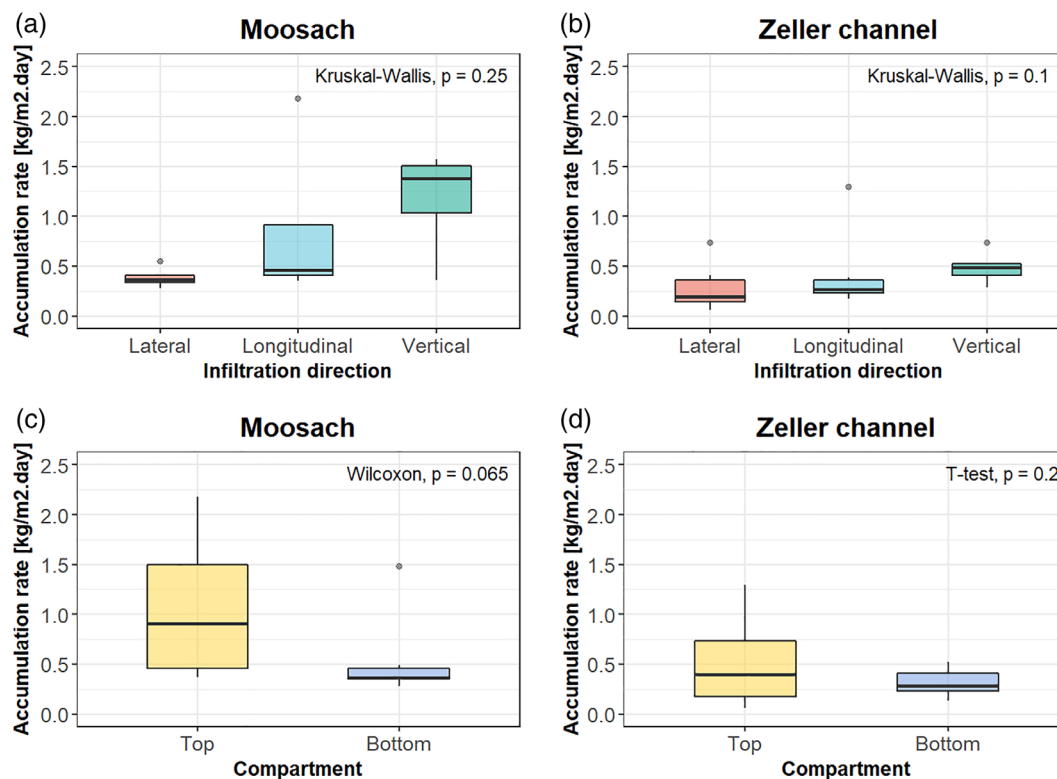 (a)
Moosach
Accumulation rate [kg/m2.day]
2.5
2.0
1.5
1.0
0.5
0.0
Kruskal-Wallis, p = 0.25
Lateral
Longitudinal
Vertical
Infiltration direction
(b)
Zeller channel
Accumulation rate [kg/m2.day]
2.5
2.0
1.5
1.0
0.5
0.0
Kruskal-Wallis, p = 0.1
Lateral
Longitudinal
Vertical
Infiltration direction
(c)
Moosach
Accumulation rate [kg/m2.day]
2.5
2.0
1.5
1.0
0.5
0.0
Wilcoxon, p = 0.065
Top
Bottom
Compartment
(d)
Zeller channel
Accumulation rate [kg/m2.day]
2.5
2.0
1.5
1.0
0.5
0.0
T-test, p = 0.2
Top
Bottom
Compartment